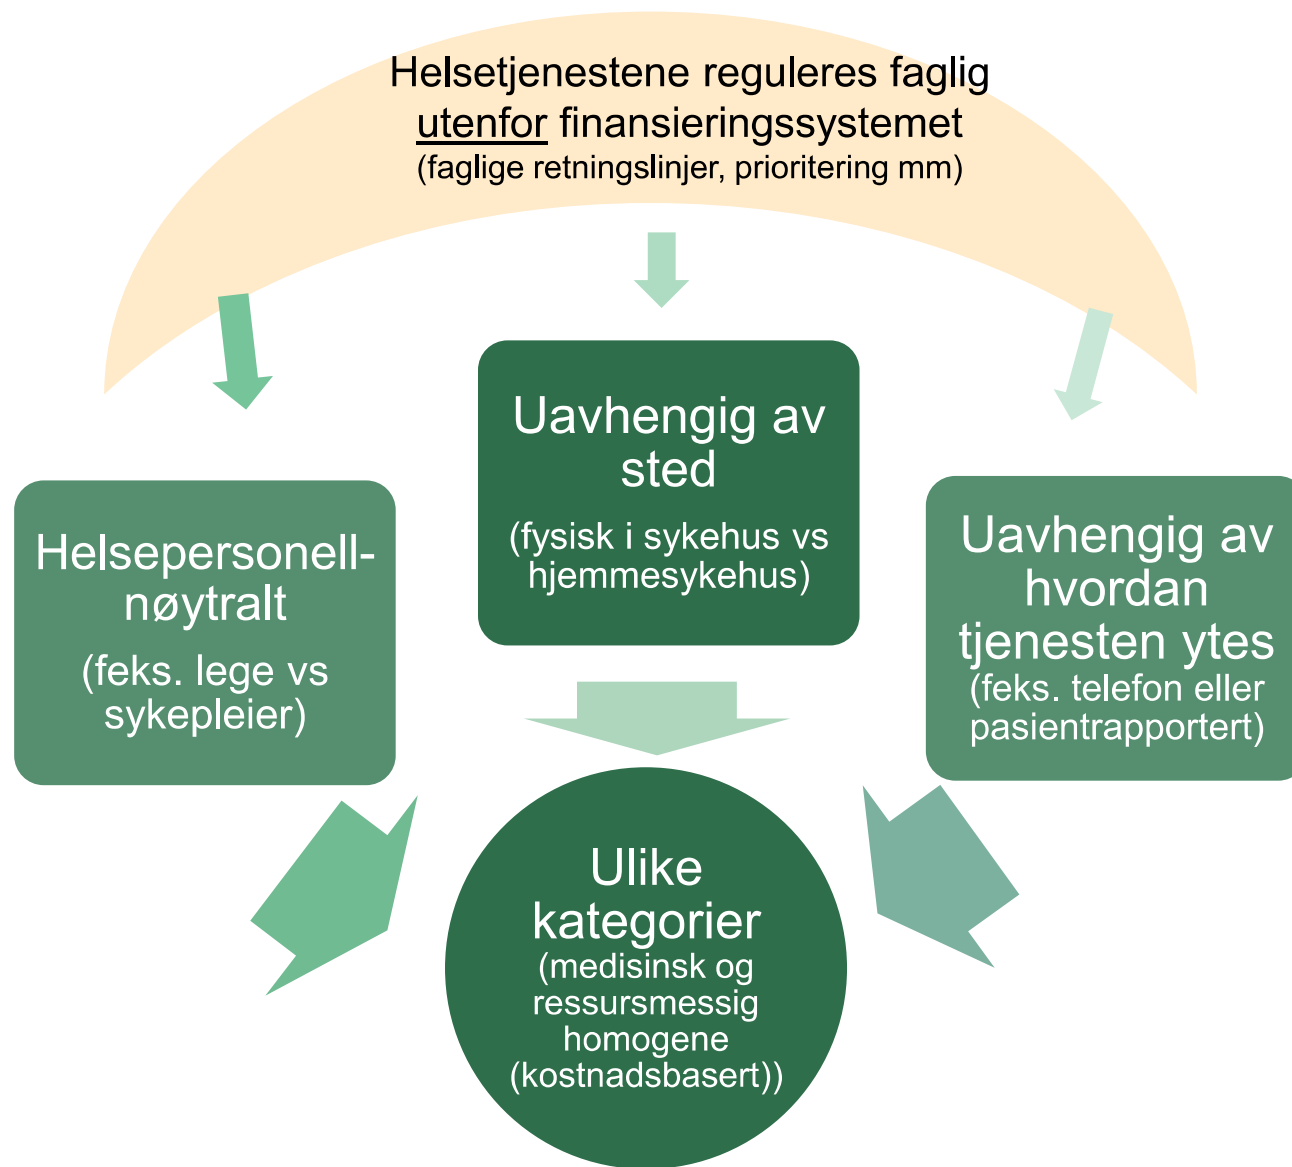 Helsetjenestene reguleres faglig
utenfor finansieringssystemet
(faglige retningslinjer, prioritering mm)
Helsepersonell-
nøytralt
(feks. lege vs
sykepleier)
Uavhengig av
sted
(fysisk i sykehus vs
hjemmesykehus)
Uavhengig av
hvordan
tjenesten ytes
(feks. telefon eller
pasientrapportert)
Ulike
kategorier
(medisinsk og
ressursmessig
homogene
(kostnadsbasert))